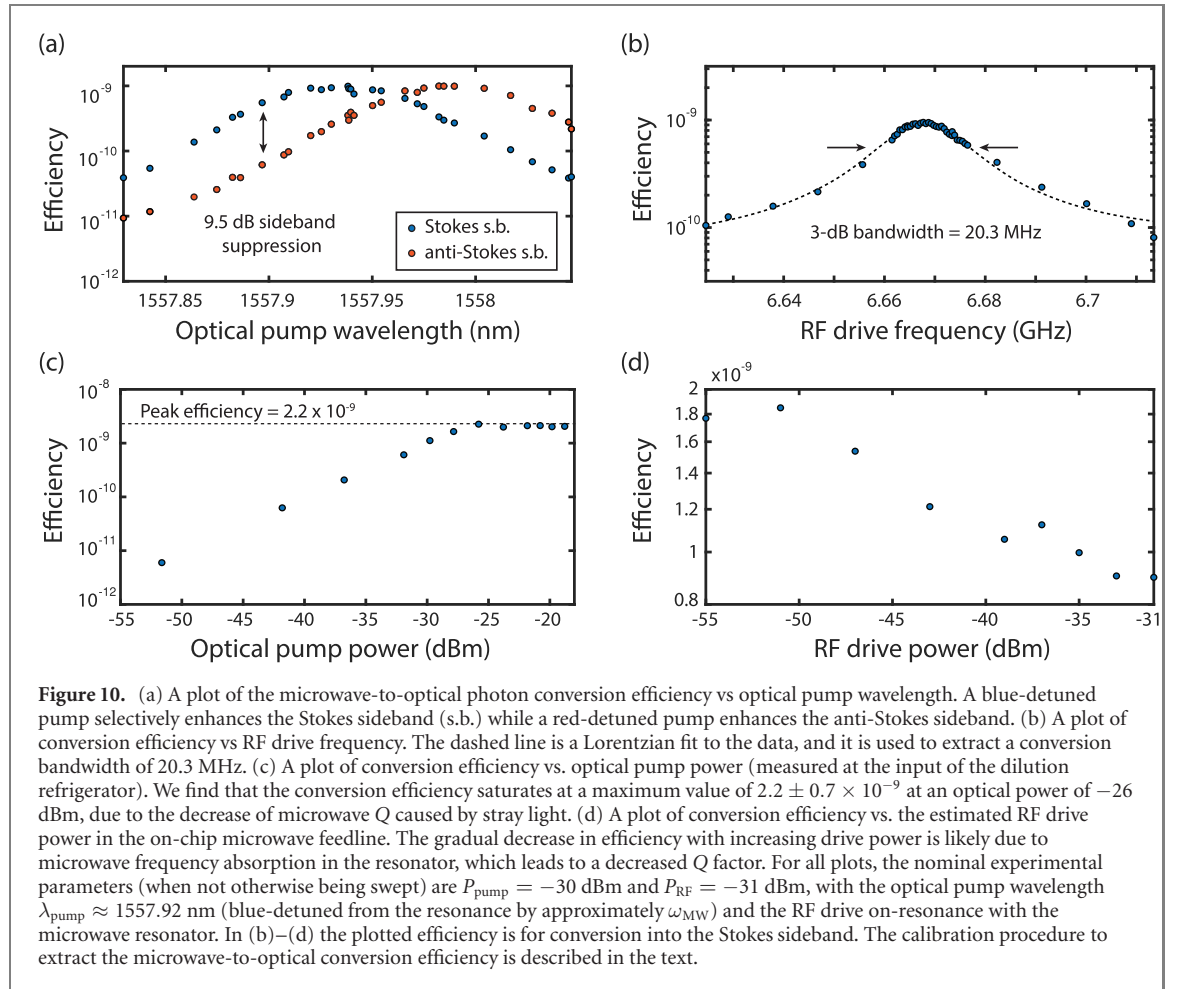 (a)
(b)
10⁻⁹
10⁻¹⁰
10⁻¹¹
10⁻¹²
Efficiency
9.5 dB sideband
suppression
Stokes s.b.
anti-Stokes s.b.
1557.85
1557.9
1557.95
1558
Optical pump wavelength (nm)
10⁻⁹
10⁻¹⁰
Efficiency
3-dB bandwidth = 20.3 MHz
6.64
6.66
6.68
6.7
RF drive frequency (GHz)
(c)
(d)
10⁻⁸
10⁻⁹
10⁻¹⁰
10⁻¹¹
10⁻¹²
Efficiency
Peak efficiency = 2.2 x 10⁻⁹
-55
-50
-45
-40
-35
-30
-25
-20
Optical pump power (dBm)
x10⁻⁹
2
1.8
1.6
1.4
1.2
1
0.8
Efficiency
-55
-50
-45
-40
-35
-31
RF drive power (dBm)
Figure 10. (a) A plot of the microwave-to-optical photon conversion efficiency vs optical pump wavelength. A blue-detuned
pump selectively enhances the Stokes sideband (s.b.) while a red-detuned pump enhances the anti-Stokes sideband. (b) A plot of
conversion efficiency vs RF drive frequency. The dashed line is a Lorentzian fit to the data, and it is used to extract a conversion
bandwidth of 20.3 MHz. (c) A plot of conversion efficiency vs. optical pump power (measured at the input of the dilution
refrigerator). We find that the conversion efficiency saturates at a maximum value of 2.2 ± 0.7 × 10⁻⁹ at an optical power of −26
dBm, due to the decrease of microwave Q caused by stray light. (d) A plot of conversion efficiency vs. the estimated RF drive
power in the on-chip microwave feedline. The gradual decrease in efficiency with increasing drive power is likely due to
microwave frequency absorption in the resonator, which leads to a decreased Q factor. For all plots, the nominal experimental
parameters (when not otherwise being swept) are P_pump = −30 dBm and P_RF = −31 dBm, with the optical pump wavelength
λ_pump ≈ 1557.92 nm (blue-detuned from the resonance by approximately ω_MW) and the RF drive on-resonance with the
microwave resonator. In (b)–(d) the plotted efficiency is for conversion into the Stokes sideband. The calibration procedure to
extract the microwave-to-optical conversion efficiency is described in the text.